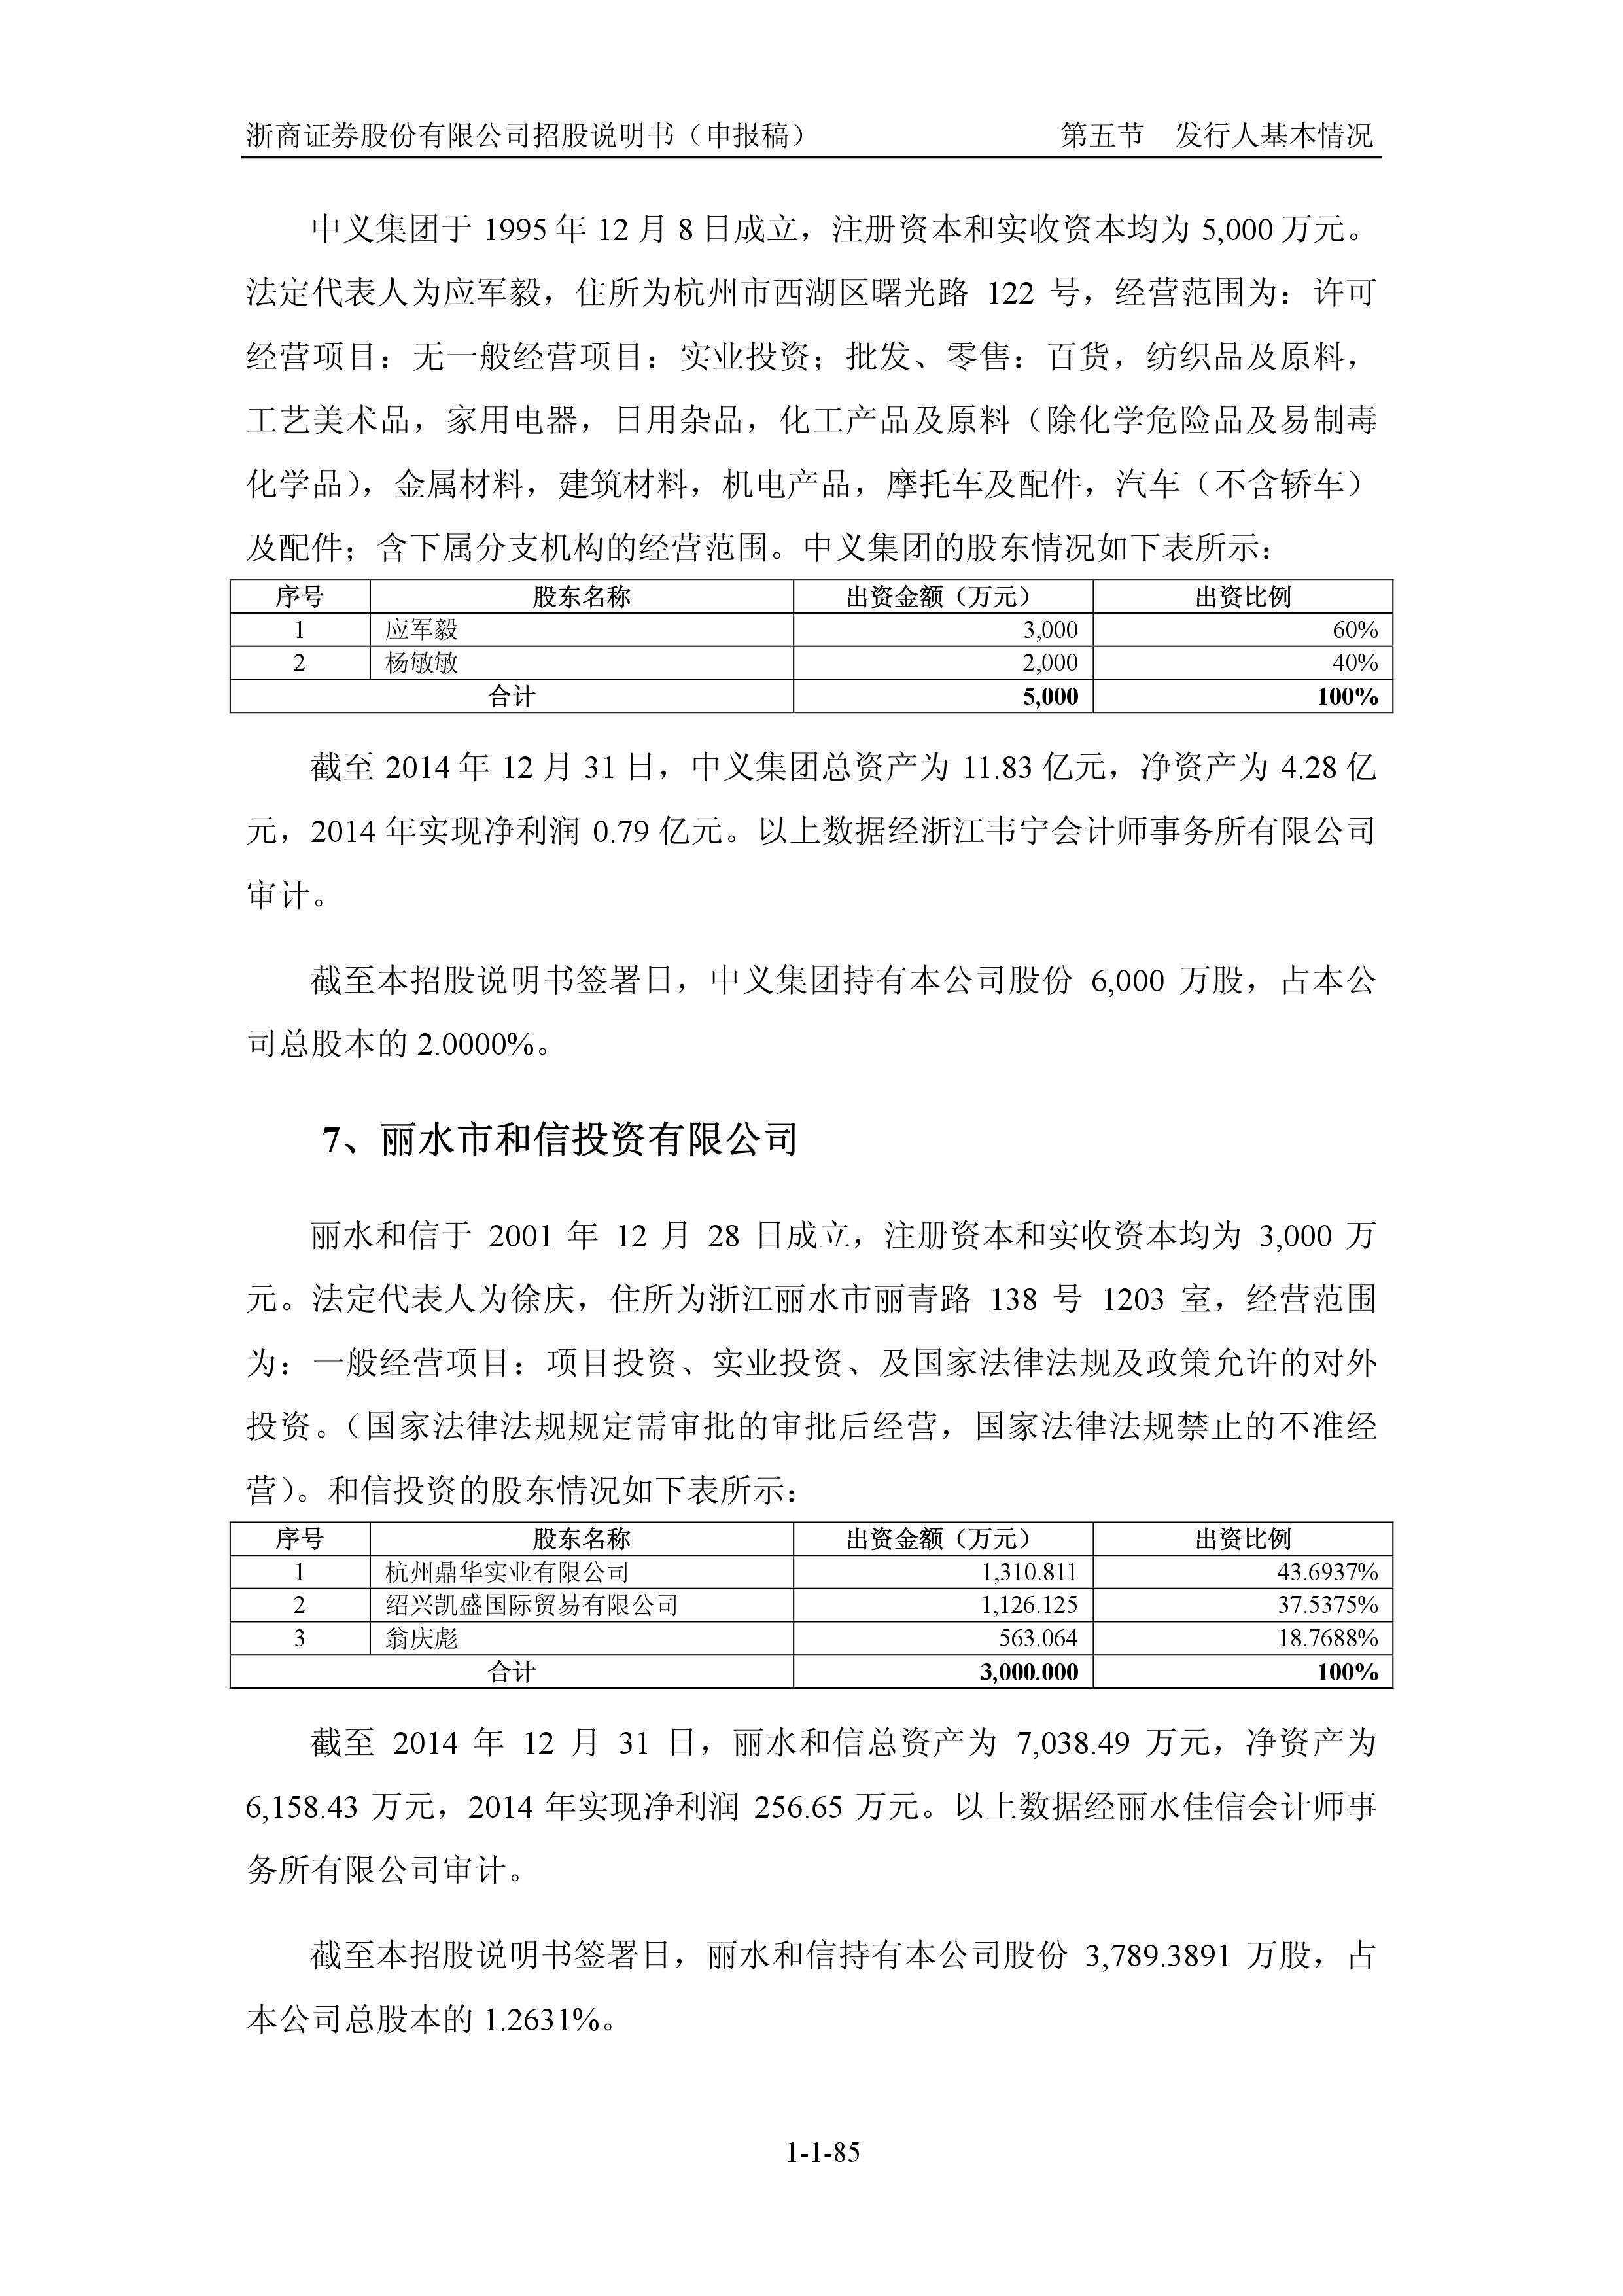 浙商证券股份有限公司招股说明书（申报稿） 第五节 发行人基本情况
中义集团于 1995 年 12 月 8 日成立，注册资本和实收资本均为 5,000 万元。
法定代表人为应军毅，住所为杭州市西湖区曙光路 122 号，经营范围为：许可
经营项目：无一般经营项目：实业投资；批发、零售：百货，纺织品及原料，
工艺美术品，家用电器，日用杂品，化工产品及原料（除化学危险品及易制毒
化学品），金属材料，建筑材料，机电产品，摩托车及配件，汽车（不含轿车）
及配件；含下属分支机构的经营范围。中义集团的股东情况如下表所示：
序号 股东名称 出资金额（万元） 出资比例
1 应军毅 3,000 60%
2 杨敏敏 2,000 40%
合计 5,000 100%
截至 2014 年 12 月 31 日，中义集团总资产为 11.83 亿元，净资产为 4.28 亿
元，2014 年实现净利润 0.79 亿元。以上数据经浙江韦宁会计师事务所有限公司
审计。
截至本招股说明书签署日，中义集团持有本公司股份 6,000 万股，占本公
司总股本的 2.0000%。
7、丽水市和信投资有限公司
丽水和信于 2001 年 12 月 28 日成立，注册资本和实收资本均为 3,000 万
元。法定代表人为徐庆，住所为浙江丽水市丽青路 138 号 1203 室，经营范围
为：一般经营项目：项目投资、实业投资、及国家法律法规及政策允许的对外
投资。（国家法律法规规定需审批的审批后经营，国家法律法规禁止的不准经
营）。和信投资的股东情况如下表所示：
序号 股东名称 出资金额（万元） 出资比例
1 杭州鼎华实业有限公司 1,310.811 43.6937%
2 绍兴凯盛国际贸易有限公司 1,126.125 37.5375%
3 翁庆彪 563.064 18.7688%
合计 3,000.000 100%
截至 2014 年 12 月 31 日，丽水和信总资产为 7,038.49 万元，净资产为
6,158.43 万元，2014 年实现净利润 256.65 万元。以上数据经丽水佳信会计师事
务所有限公司审计。
截至本招股说明书签署日，丽水和信持有本公司股份 3,789.3891 万股，占
本公司总股本的 1.2631%。
1-1-85